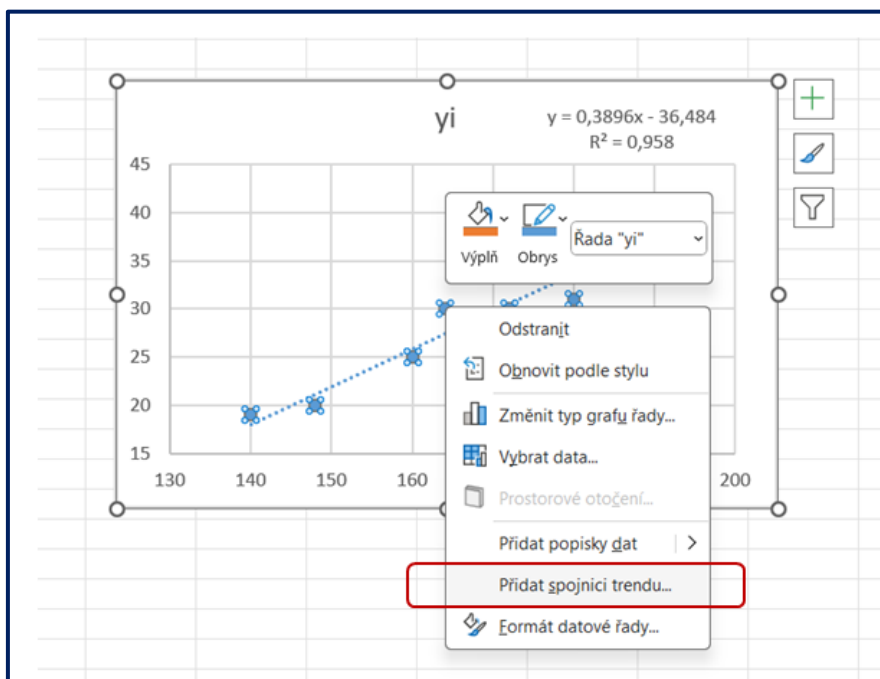 yi
y = 0,3896x - 36,484
R² = 0,958
45
40
35
30
25
20
15
130 140 150 160 200
Výplň Obrys Řada "yi"
Odstranit
Obnovit podle stylu
Změnit typ grafu řady...
Vybrat data...
Prostorové otočení...
Přidat popisky dat
Přidat spojnici trendu...
Formát datové řady...